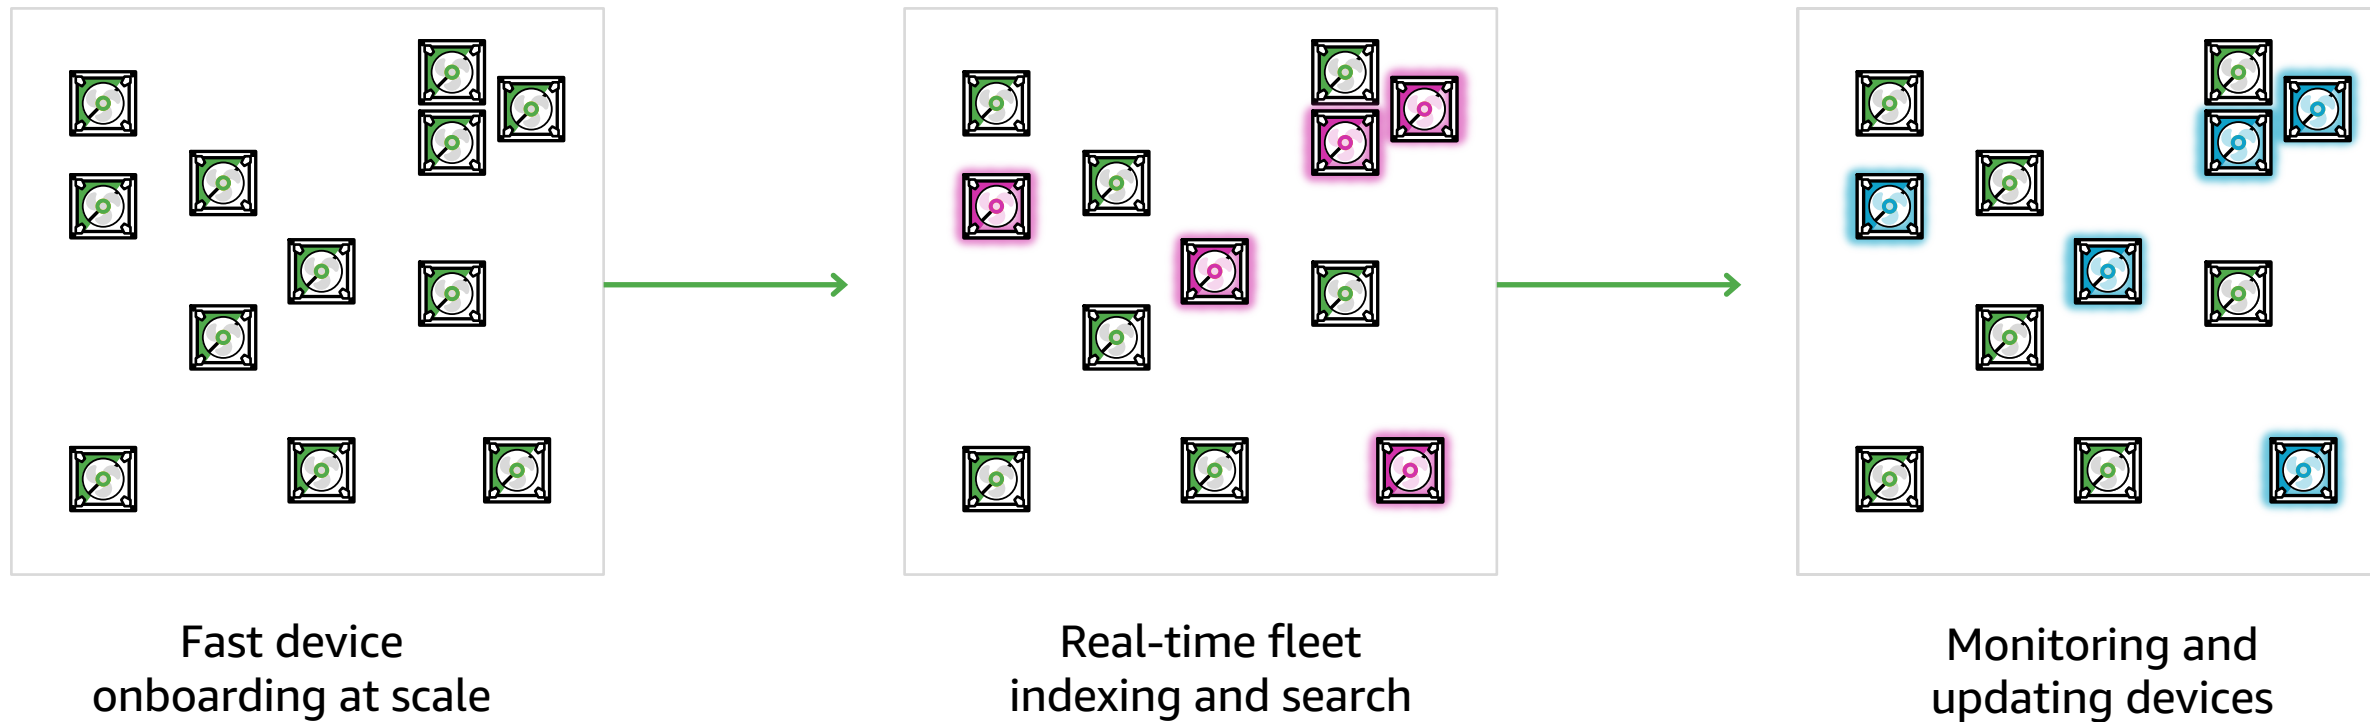 Fast device
onboarding at scale
Real-time fleet
indexing and search
Monitoring and
updating devices